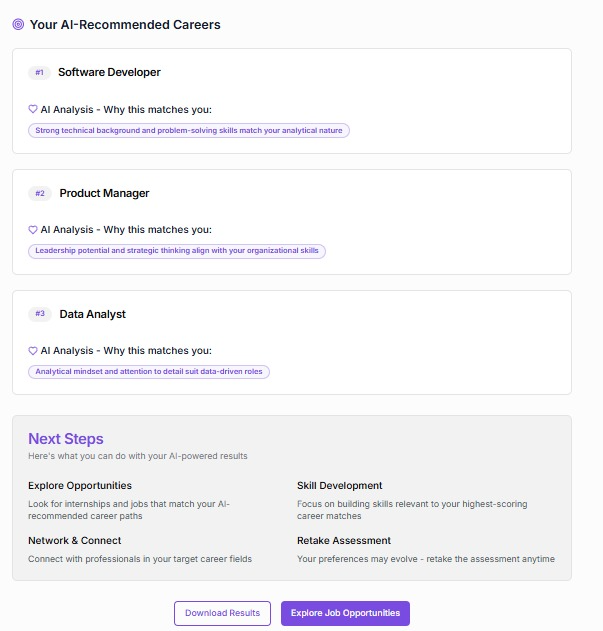 Your AI-Recommended Careers
#1 Software Developer
AI Analysis - Why this matches you:
Strong technical background and problem-solving skills match your analytical nature
#2 Product Manager
AI Analysis - Why this matches you:
Leadership potential and strategic thinking align with your organizational skills
#3 Data Analyst
AI Analysis - Why this matches you:
Analytical mindset and attention to detail suit data-driven roles
Next Steps
Here's what you can do with your AI-powered results
Explore Opportunities
Look for internships and jobs that match your AI-
recommended career paths
Skill Development
Focus on building skills relevant to your highest-scoring
career matches
Network & Connect
Connect with professionals in your target career fields
Retake Assessment
Your preferences may evolve - retake the assessment anytime
Download Results
Explore Job Opportunities